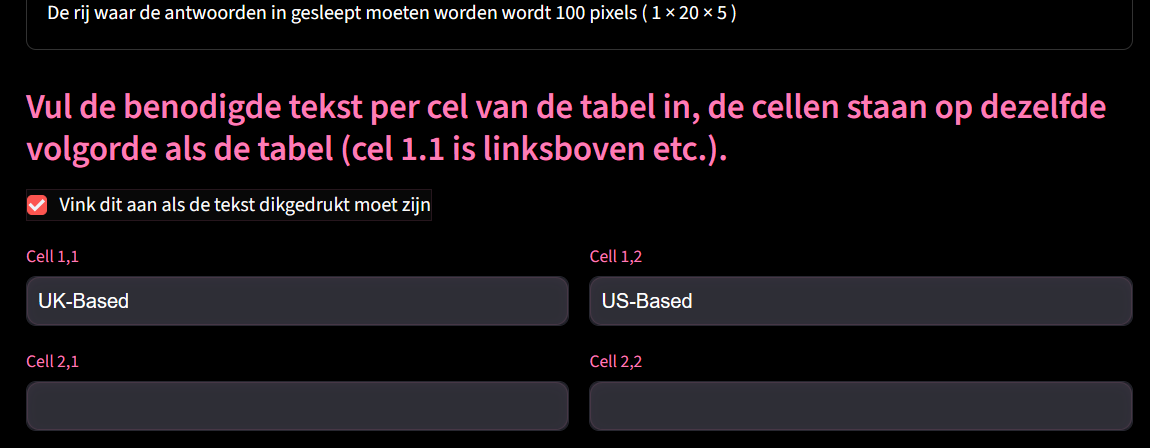 De rij waar de antwoorden in gesleept moeten worden wordt 100 pixels ( 1 × 20 × 5 )
Vul de benodigde tekst per cel van de tabel in, de cellen staan op dezelfde
volgorde als de tabel (cel 1.1 is linksboven etc.).
Vink dit aan als de tekst dikgedrukt moet zijn
Cell 1,1
Cell 1,2
UK-Based
US-Based
Cell 2,1
Cell 2,2